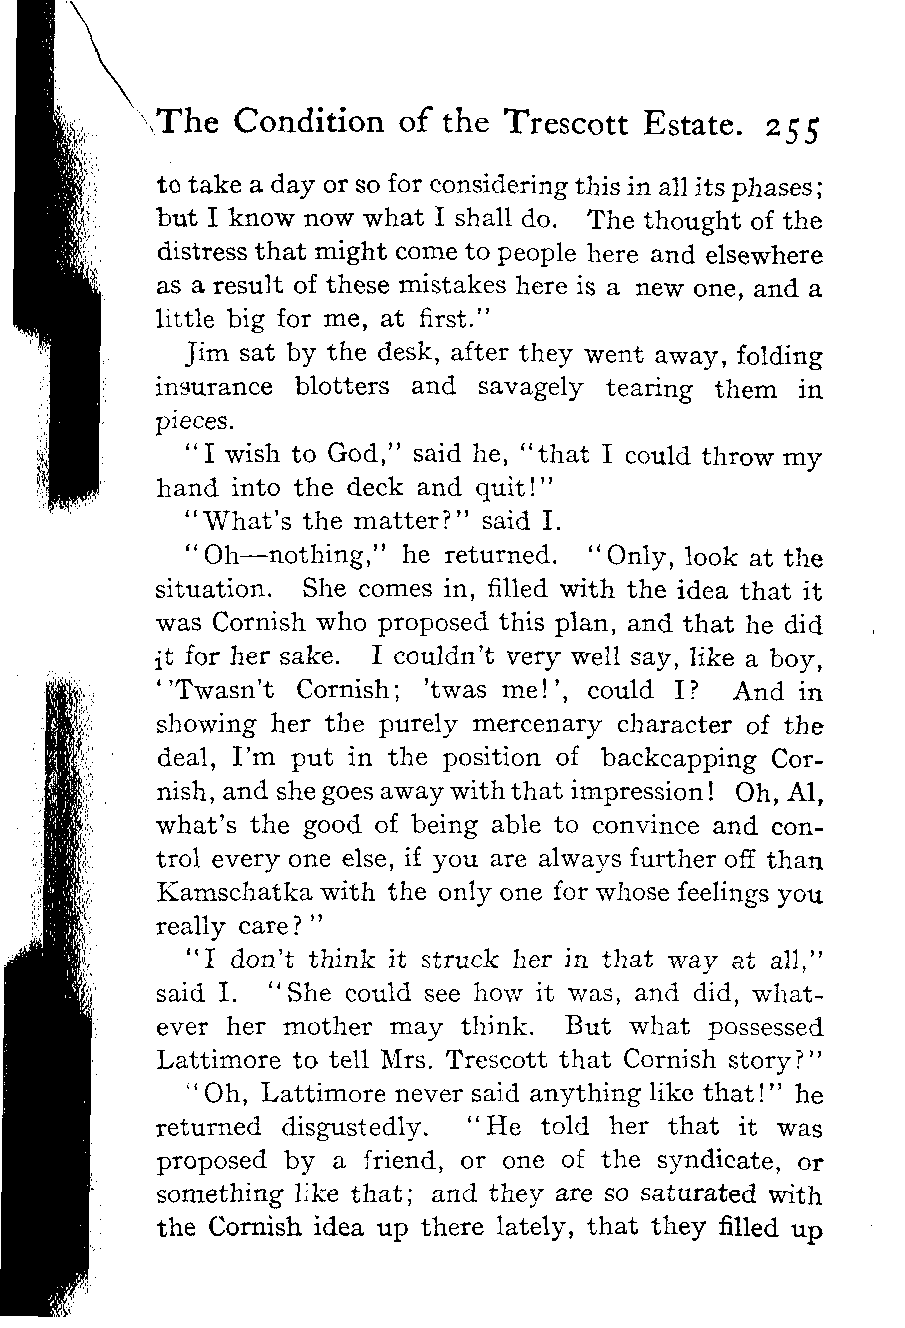 The Condition of the Trescott Estate. 255
to take a day or so for considering this in all its phases;
but I know now what I shall do. The thought of the
distress that might come to people here and elsewhere
as a result of these mistakes here is a new one, and a
little big for me, at first."
Jim sat by the desk, after they went away, folding
insurance blotters and savagely tearing them in
pieces.
"I wish to God," said he, "that I could throw my
hand into the deck and quit!"
"What's the matter?" said I.
"Oh—nothing," he returned. "Only, look at the
situation. She comes in, filled with the idea that it
was Cornish who proposed this plan, and that he did
it for her sake. I couldn't very well say, like a boy,
''Twasn't Cornish; 'twas me!', could I? And in
showing her the purely mercenary character of the
deal, I'm put in the position of backcapping Cor-
nish, and she goes away with that impression! Oh, Al,
what's the good of being able to convince and con-
trol every one else, if you are always further off than
Kamschatka with the only one for whose feelings you
really care?"
"I don't think it struck her in that way at all,"
said I. "She could see how it was, and did, what-
ever her mother may think. But what possessed
Lattimore to tell Mrs. Trescott that Cornish story?"
"Oh, Lattimore never said anything like that!" he
returned disgustedly. "He told her that it was
proposed by a friend, or one of the syndicate, or
something like that; and they are so saturated with
the Cornish idea up there lately, that they filled up